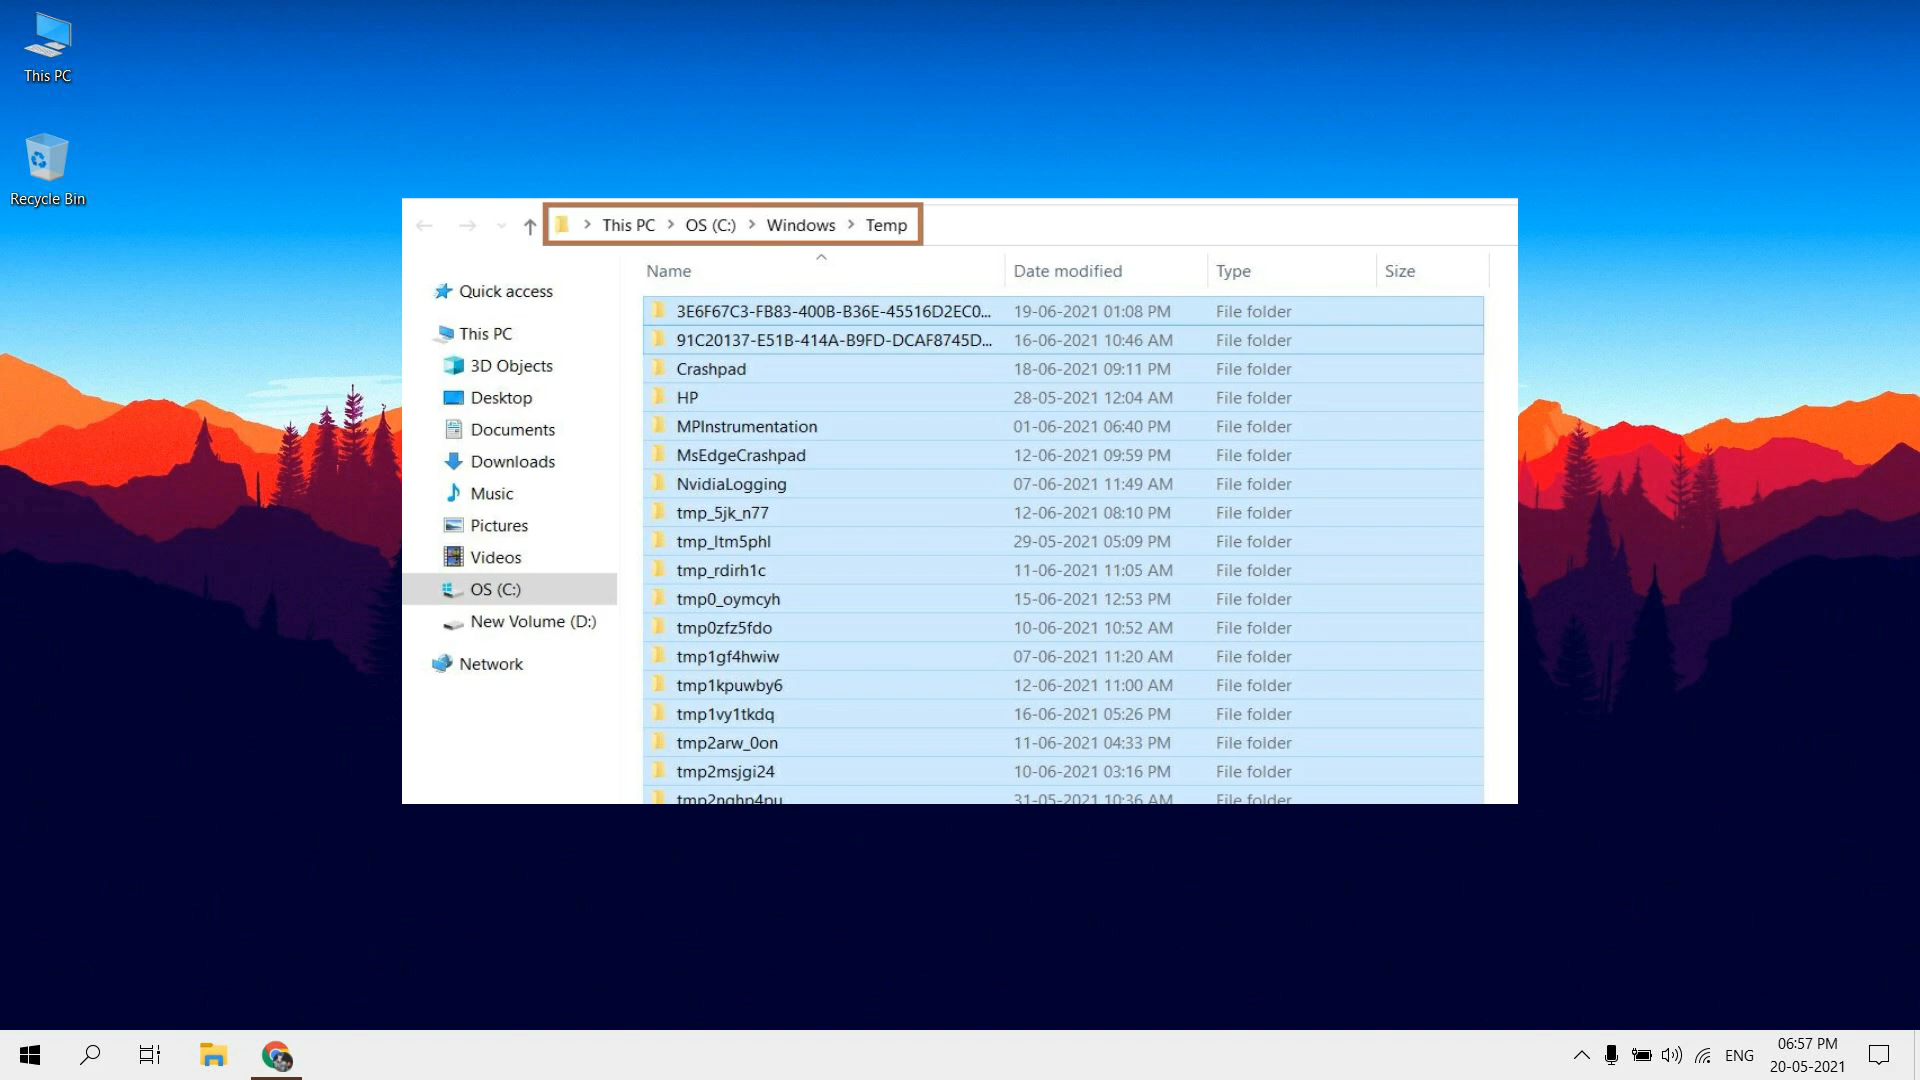 This PC
Recycle Bin
This PC > OS (C:) > Windows > Temp
Name Date modified Type Size
Quick access
This PC
3D Objects
Desktop
Documents
Downloads
Music
Pictures
Videos
OS (C:)
New Volume (D:)
Network
3E6F67C3-FB83-400B-B36E-45516D2EC0... 19-06-2021 01:08 PM File folder
91C20137-E51B-414A-B9FD-DCAF8745D... 16-06-2021 10:46 AM File folder
Crashpad 18-06-2021 09:11 PM File folder
HP 28-05-2021 12:04 AM File folder
MPInstrumentation 01-06-2021 06:40 PM File folder
MsEdgeCrashpad 12-06-2021 09:59 PM File folder
NvidiaLogging 07-06-2021 11:49 AM File folder
tmp_5jk_n77 12-06-2021 08:10 PM File folder
tmp_ltm5phl 29-05-2021 05:09 PM File folder
tmp_rdirh1c 11-06-2021 11:05 AM File folder
tmp0_oymcyh 15-06-2021 12:53 PM File folder
tmp0zfz5fdo 10-06-2021 10:52 AM File folder
tmp1gf4hwiw 07-06-2021 11:20 AM File folder
tmp1kpuwby6 12-06-2021 11:00 AM File folder
tmp1vy1tkdq 16-06-2021 05:26 PM File folder
tmp2arw_0on 11-06-2021 04:33 PM File folder
tmp2msjgi24 10-06-2021 03:16 PM File folder
31-05-2021 10:36 AM File folder
ENG
06:57 PM
20-05-2021